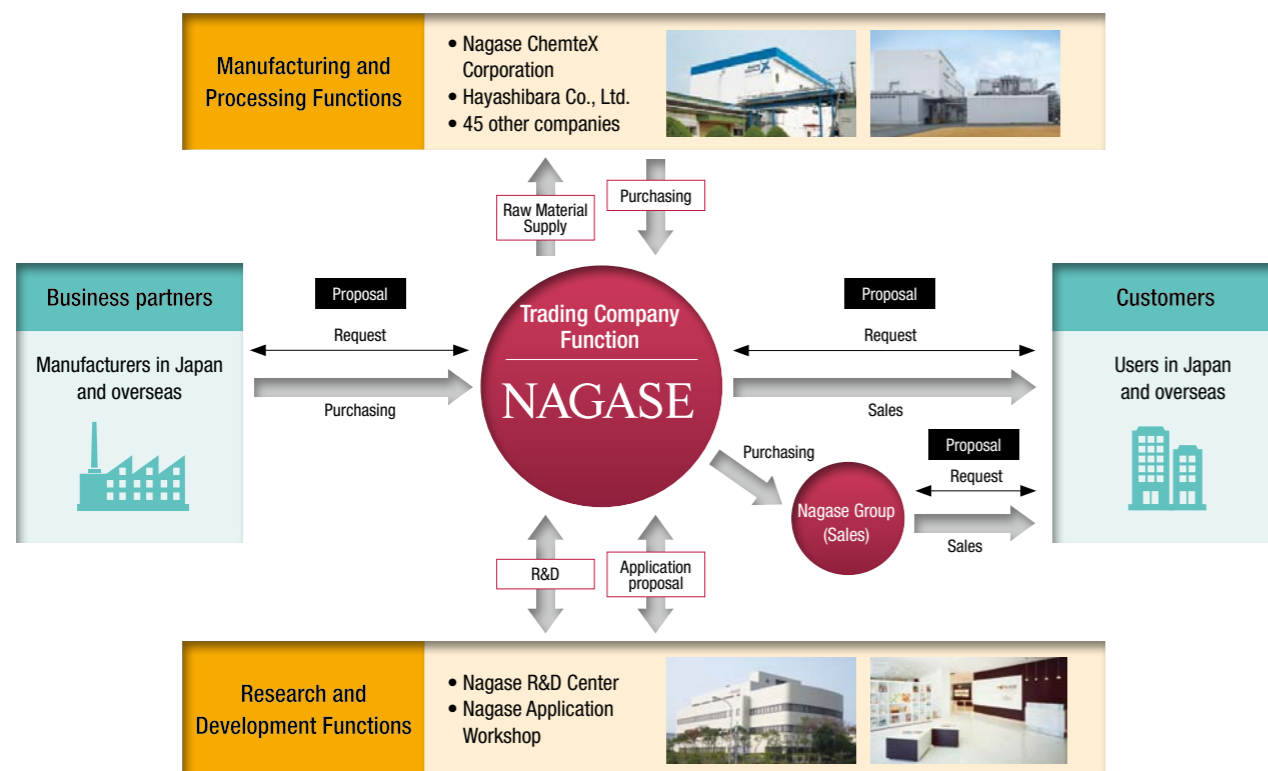 Manufacturing and
Processing Functions
• Nagase ChemteX
Corporation
• Hayashibara Co., Ltd.
• 45 other companies
Raw Material
Supply
Purchasing
Business partners
Manufacturers in Japan
and overseas
Proposal
Request
Purchasing
Trading Company
Function
NAGASE
Proposal
Request
Sales
Customers
Users in Japan
and overseas
Purchasing
Nagase Group
(Sales)
Proposal
Request
Sales
R&D
Application
proposal
Research and
Development Functions
• Nagase R&D Center
• Nagase Application
Workshop